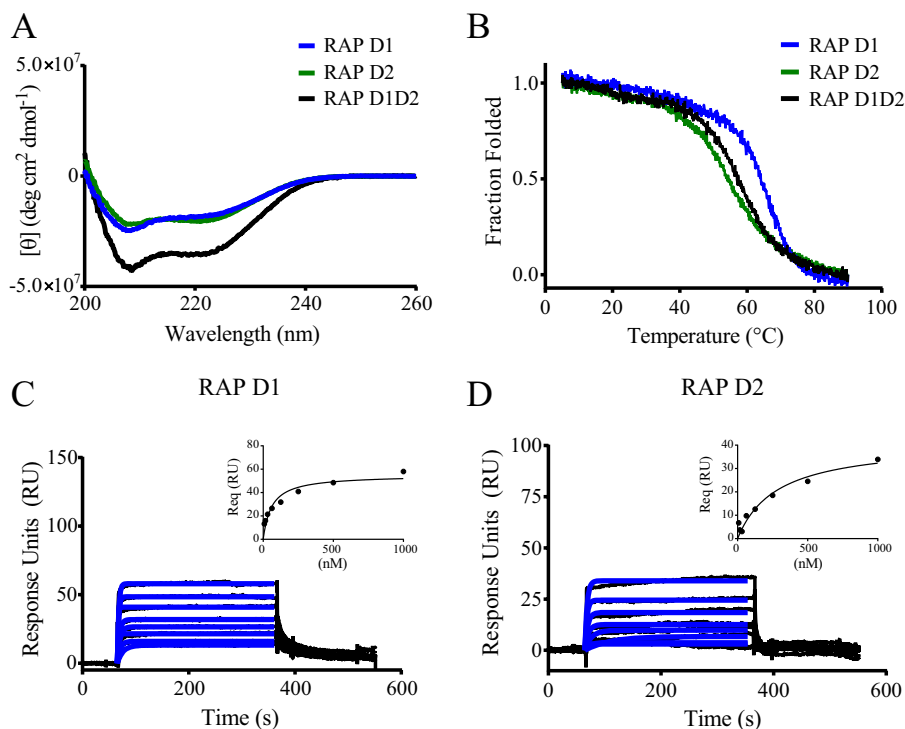 A
RAP D1
RAP D2
RAP D1D2
5.0×10⁷
0
-5.0×10⁷
200
220
240
260
[θ] (deg cm² dmol⁻¹)
Wavelength (nm)
B
RAP D1
RAP D2
RAP D1D2
1.0
0.5
0.0
0
20
40
60
80
100
Fraction Folded
Temperature (°C)
C
RAP D1
150
100
50
0
0
200
400
600
Response Units (RU)
Time (s)
80
60
40
20
0
0
500
1000
Req (RU)
(nM)
D
RAP D2
100
75
50
25
0
0
200
400
600
Response Units (RU)
Time (s)
40
30
20
10
0
0
500
1000
Req (RU)
(nM)